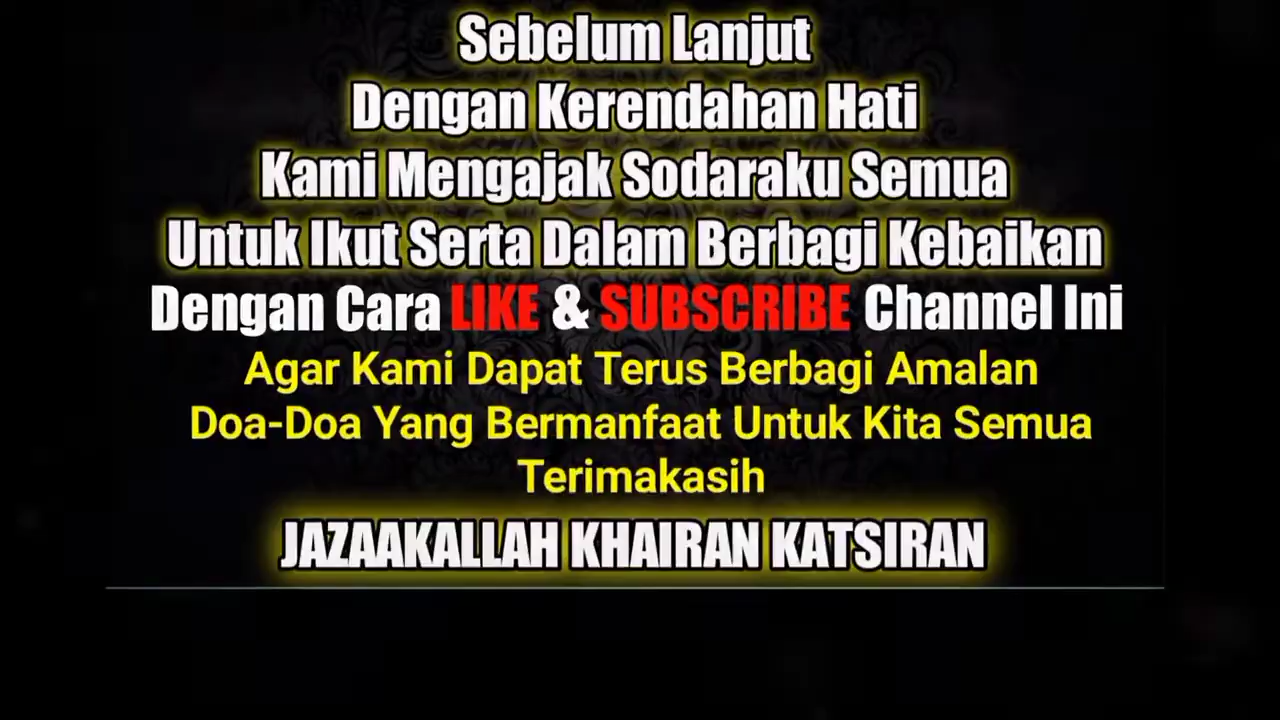 Sebelum Lanjut
Dengan Kerendahan Hati
Kami Mengajak Sodaraku Semua
Untuk Ikut Serta Dalam Berbagi Kebaikan
Dengan Cara LIKE & SUBSCRIBE Channel Ini
Agar Kami Dapat Terus Berbagi Amalan
Doa-Doa Yang Bermanfaat Untuk Kita Semua
Terimakasih
JAZAAKALLAH KHAIRAN KATSIRAN